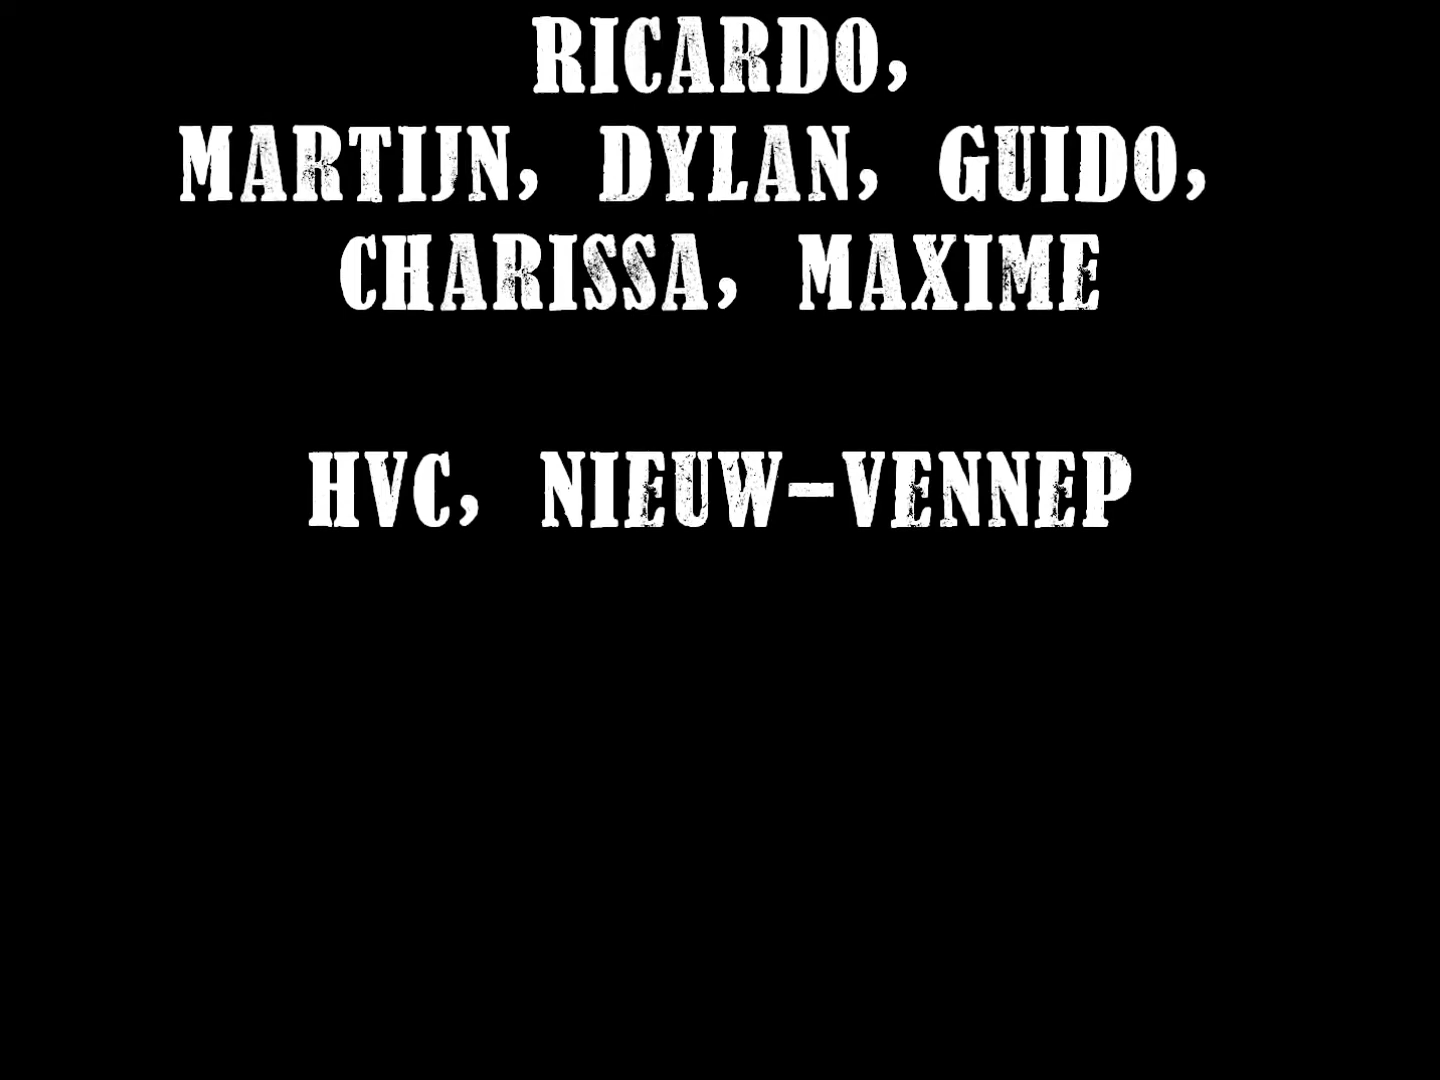 RICARDO,
MARTIJN, DYLAN, GUIDO,
CHARISSA, MAXIME
HVC, NIEUW-VENNEP